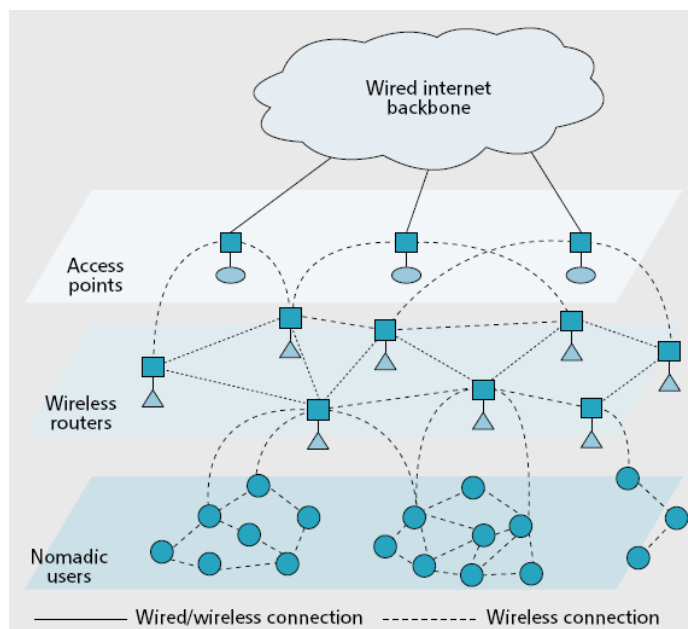 Wired internet
backbone
Access
points
Wireless
routers
Nomadic
users
Wired/wireless connection
Wireless connection